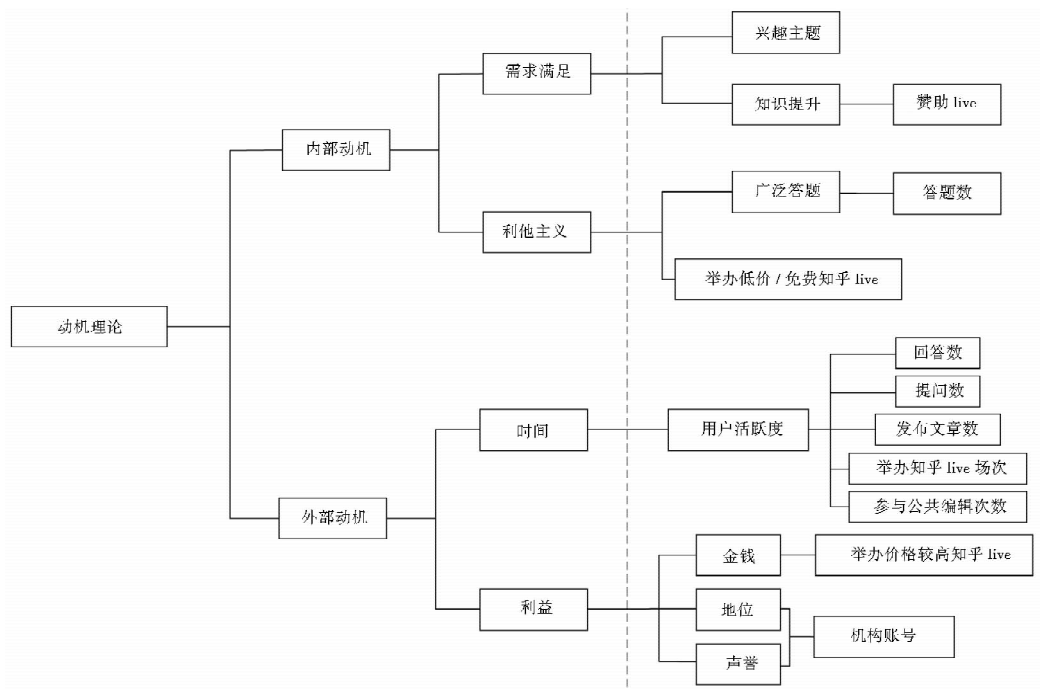 兴趣主题
需求满足
知识提升
赞助 live
内部动机
广泛答题
答题数
利他主义
举办低价 / 免费知乎 live
动机理论
回答数
提问数
时间
用户活跃度
发布文章数
举办知乎 live 场次
参与公共编辑次数
外部动机
金钱
举办价格较高知乎 live
利益
地位
机构账号
声誉